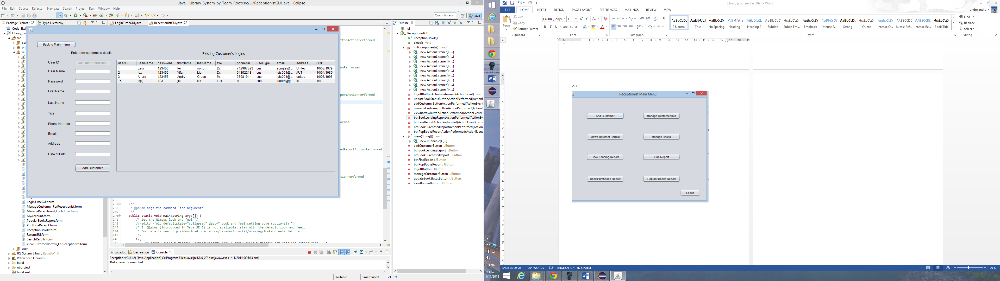 Java - Library_System_by_Team_Root/src/ui/ReceptionistGUI.java - Eclipse
File Edit Source Refactor Navigate Search Project Run Window Help
Quick Access
Java
Package Explorer
Type Hierarchy
LoginTimeGUI.java
ReceptionistGUI.java
Code_Skel
Library_Sy
src
con
pro
ui
Back to Main menu
Enter new customer's details
Existing Customer's Logins
User ID Auto generated field
User Name
Password
First Name
Last Name
Title
Phone Number
Email
Address
Date of Birth
Add Customer
userID userName password firstName lastName title phoneNu... userType email address DOB
1 Leis 123456 lei song Dr. 742987323 cus songlei@... Unitec 10/08/1979
2 lux 123456 Yifan Liu Dr. 54352213 cus leis001@... AUT 10/01/1985
3 Andre 123456 Andry Green Mr. 9898191 cus leis001@... unitec 10/08/1998
15 jkjkj 123 jlkl klk Lux kl cus luasrn@g... kl klkl
ttonActionPerformed
onPerformed
portActionPerformed
rmed
edReportActionPerformed
tionPerformed
LoginTimeGUI.form
ManageCustomer_ForReceptionist.form
ManageRecepitonist_ForAdmin.form
MyAccount.form
PopularBooksReport.form
PrintFineReceipt.form
ReceptionistGUI.form
ReturnGUI.form
SearchResults.form
ViewCustomerBorrow_ForReceptionist.form
user
JRE System Library [JavaSE-1.7]
Referenced Libraries
build
nbproject
build.xml
236
237 /**
238 * @param args the command line arguments
239 */
240 public static void main(String args[]) {
241 /* Set the Nimbus look and feel */
242 //<editor-fold defaultstate="collapsed" desc=" Look and feel setting code (optional) ">
243 /* If Nimbus (introduced in Java SE 6) is not available, stay with the default look and feel.
244 * For details see http://download.oracle.com/javase/tutorial/uiswing/lookandfeel/plaf.html
245 */
246 try {
Javadoc
Declaration
Console
ReceptionistGUI (2) [Java Application] C:\Program Files\Java\jre1.8.0_20\bin\javaw.exe (1/11/2014 9:26:13 am)
Database connected
Writable
Smart Insert
211 : 9
Outline
ui
ReceptionistGUI
ReceptionistGUI()
close() : void
initComponents() : void
new ActionListener() {...}
new ActionListener() {...}
new ActionListener() {...}
new ActionListener() {...}
new ActionListener() {...}
new ActionListener() {...}
new ActionListener() {...}
new ActionListener() {...}
new ActionListener() {...}
logoffButtonActionPerformed(ActionEvent) : void
updateBookStatusButtonActionPerformed(ActionE
addCustomerButtonActionPerformed(ActionEvent
manageCustomerButtonActionPerformed(ActionE
viewBorrowButtonActionPerformed(ActionEvent) :
btnBookLendingReportActionPerformed(ActionEv
btnFineReportActionPerformed(ActionEvent) : voi
btnBookPurchasedReportActionPerformed(Action
btnPopBooksReportActionPerformed(ActionEvent
main(String[]) : void
new Runnable() {...}
addCustomerButton : JButton
btnBookLendingReport : JButton
btnBookPurchasedReport : JButton
btnFineReport : JButton
btnPopBooksReport : JButton
logoffButton : JButton
manageCustomerButton : JButton
updateBookStatusButton : JButton
viewBorrowButton : JButton
ENG
9:30 a.m.
1/11/2014
Library program Test Plan - Word
FILE HOME INSERT DESIGN PAGE LAYOUT REFERENCES MAILINGS REVIEW VIEW
andre andre
Paste
Cut
Copy
Format Painter
Clipboard
Calibri (Body) 11
Font
Paragraph
¶ Normal Title No Spacing Heading 1 Heading 2 Subtitle Subtle Em... Emphasis Intense E... Strong Quote Intense Q... Subtle Ref... Intense Re... Book Title
Styles
Find
Replace
Select
Editing
21)
Receptionist Main Menu
Add Customer
Manage Customer Info
View Customer Borrow
Manage Books
Book Lending Report
Fine Report
Book Purchased Report
Popular Books Report
Logoff
PAGE 23 OF 28 1204 WORDS ENGLISH (UNITED STATES)
90 %